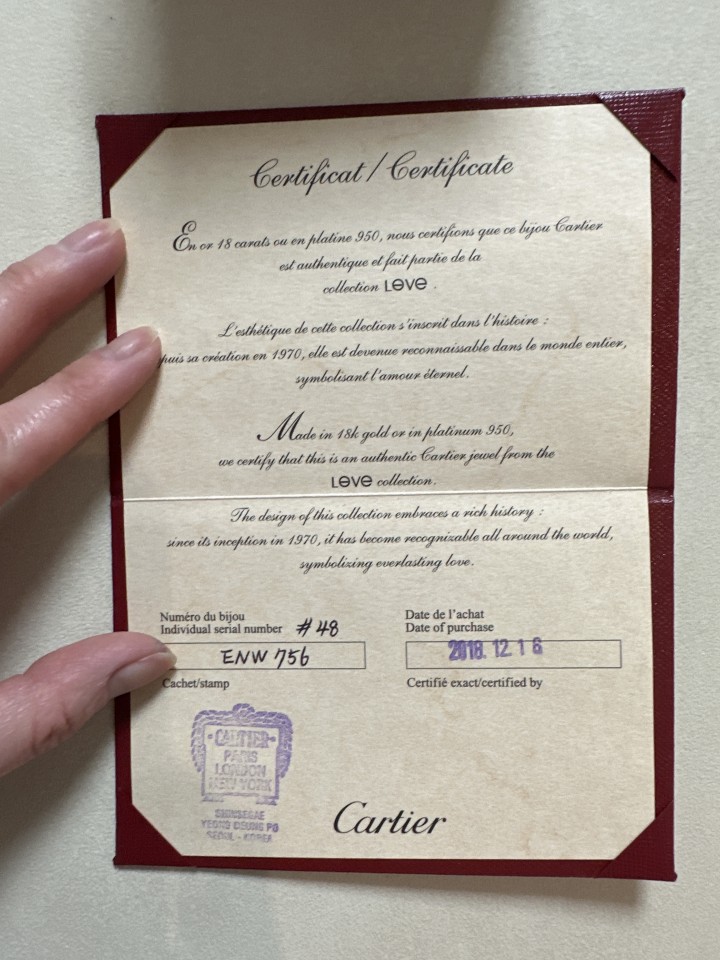 Certificat / Certificate
En or 18 carats ou en platine 950, nous certifions que ce bijou Cartier
est authentique et fait partie de la
collection LOVE .
L'esthétique de cette collection s'inscrit dans l'histoire :
puis sa création en 1970, elle est devenue reconnaissable dans le monde entier,
symbolisant l'amour éternel.
Made in 18k gold or in platinum 950,
we certify that this is an authentic Cartier jewel from the
LOVE collection.
The design of this collection embraces a rich history :
since its inception in 1970, it has become recognizable all around the world,
symbolizing everlasting love.
Numéro du bijou
Individual serial number #48
ENW 756
Cachet/stamp
Date de l'achat
Date of purchase
2018. 12. 16
Certifié exact/certified by
CARTIER
PARIS
LONDON
NEW YORK
SHINSEGAE
YEONG DEUNG PO
SEOUL - KOREA
Cartier